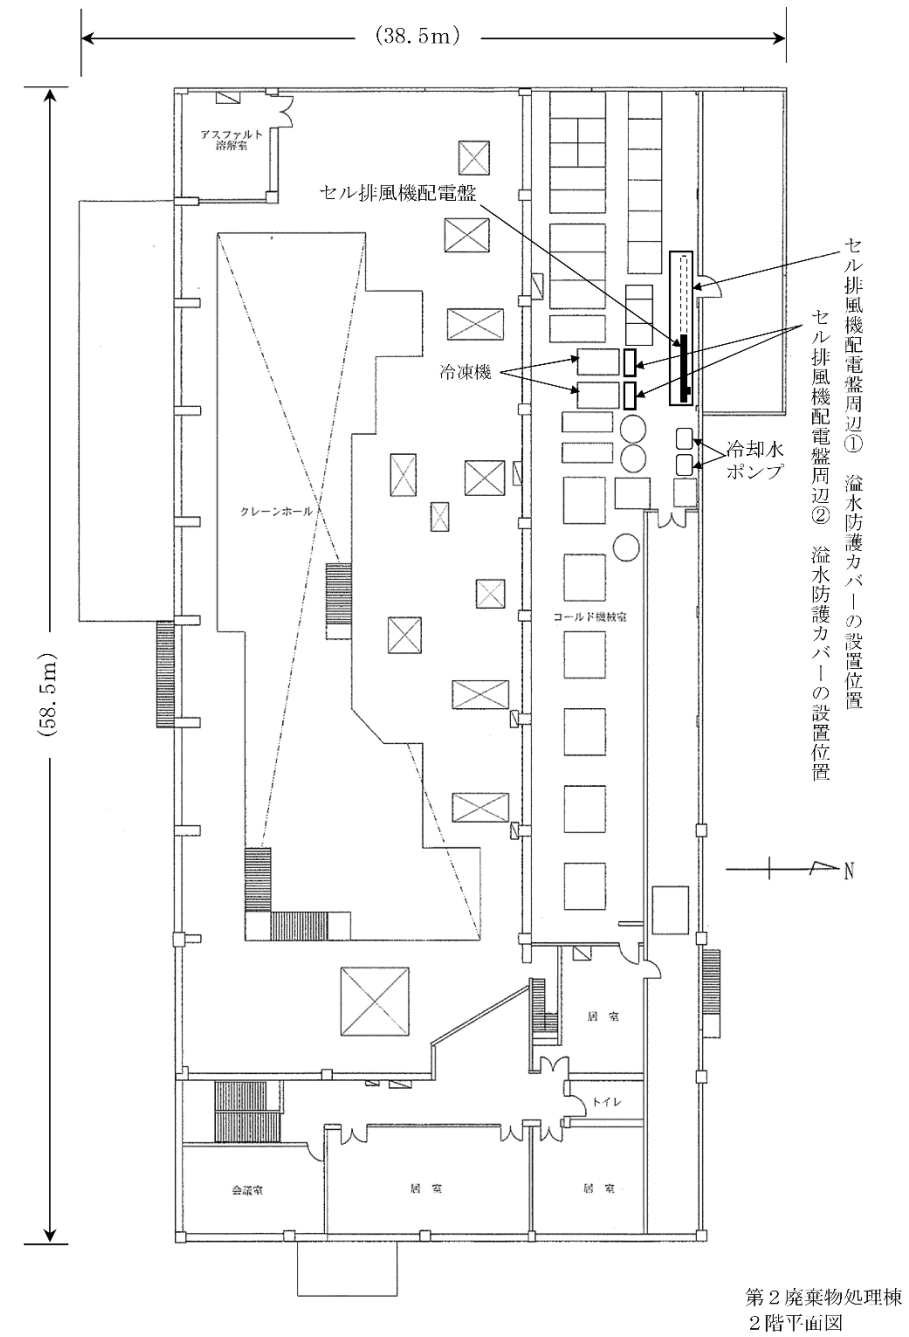 (38.5m)
アスファルト
溶解室
セル排風機配電盤
セル排風機配電盤周辺① 溢水防護カバーの設置位置
セル排風機配電盤周辺② 溢水防護カバーの設置位置
冷凍機
冷却水
ポンプ
クレーンホール
コールド機械室
(58.5m)
N
居 室
トイレ
会議室
居 室
居 室
第2廃棄物処理棟
2階平面図